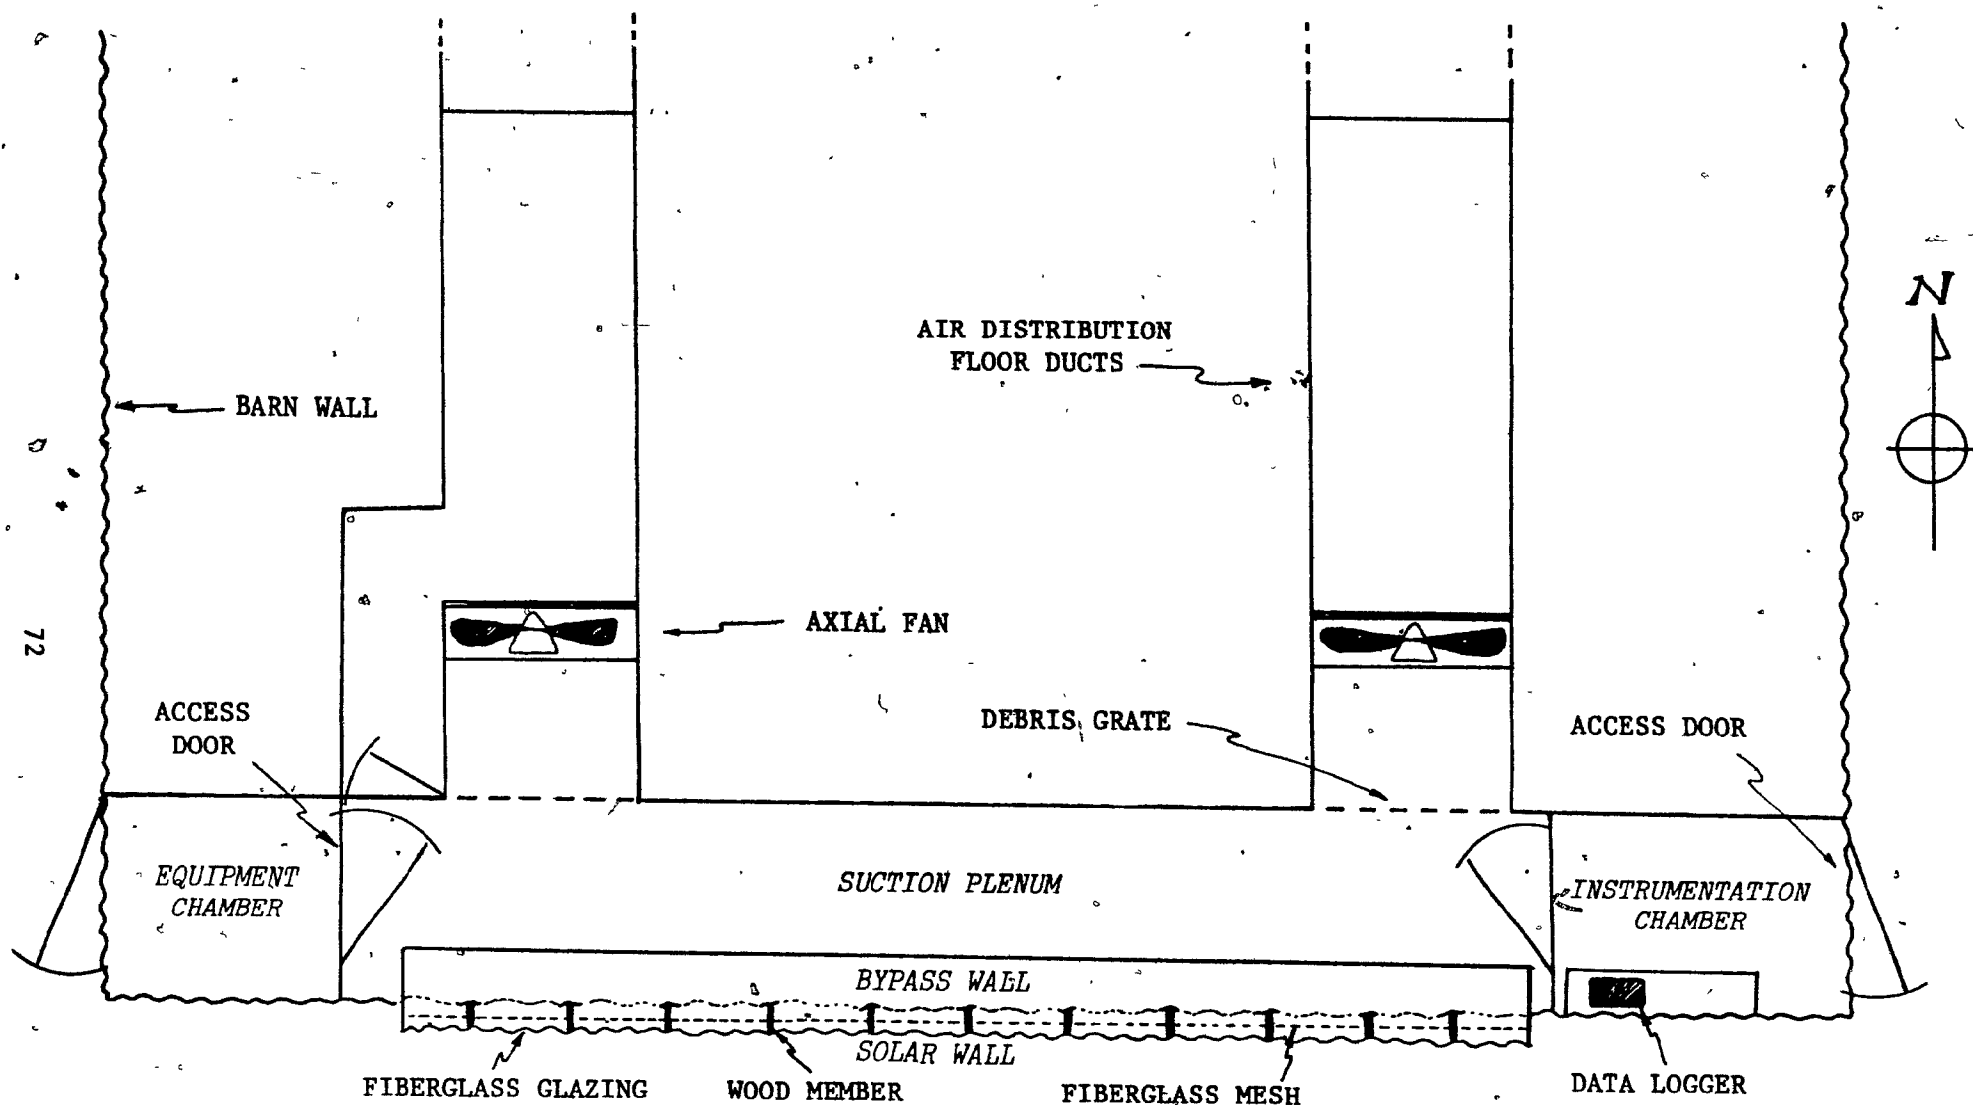 N
AIR DISTRIBUTION
FLOOR DUCTS
BARN WALL
AXIAL FAN
72
ACCESS
DOOR
DEBRIS GRATE
ACCESS DOOR
EQUIPMENT
CHAMBER
SUCTION PLENUM
INSTRUMENTATION
CHAMBER
BYPASS WALL
SOLAR WALL
FIBERGLASS GLAZING
WOOD MEMBER
FIBERGLASS MESH
DATA LOGGER